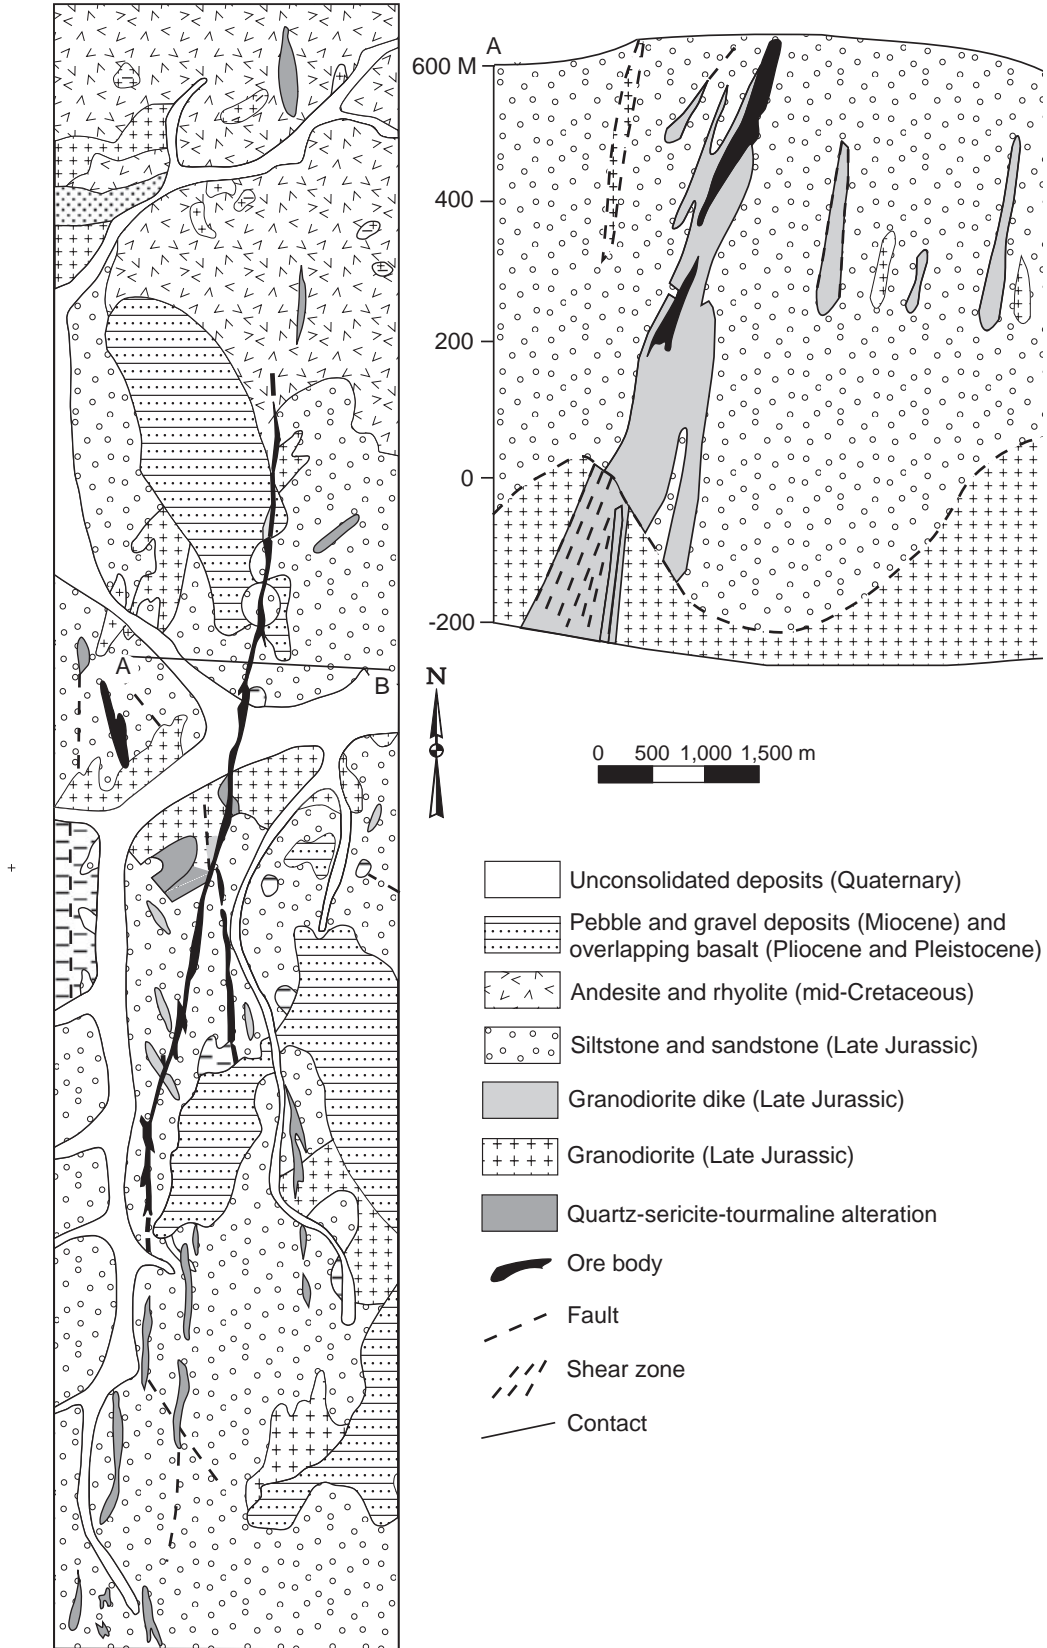 A
600 M
400
200
0
-200
A
B
N
0 500 1,000 1,500 m
Unconsolidated deposits (Quaternary)
Pebble and gravel deposits (Miocene) and
overlapping basalt (Pliocene and Pleistocene)
Andesite and rhyolite (mid-Cretaceous)
Siltstone and sandstone (Late Jurassic)
Granodiorite dike (Late Jurassic)
Granodiorite (Late Jurassic)
Quartz-sericite-tourmaline alteration
Ore body
Fault
Shear zone
Contact